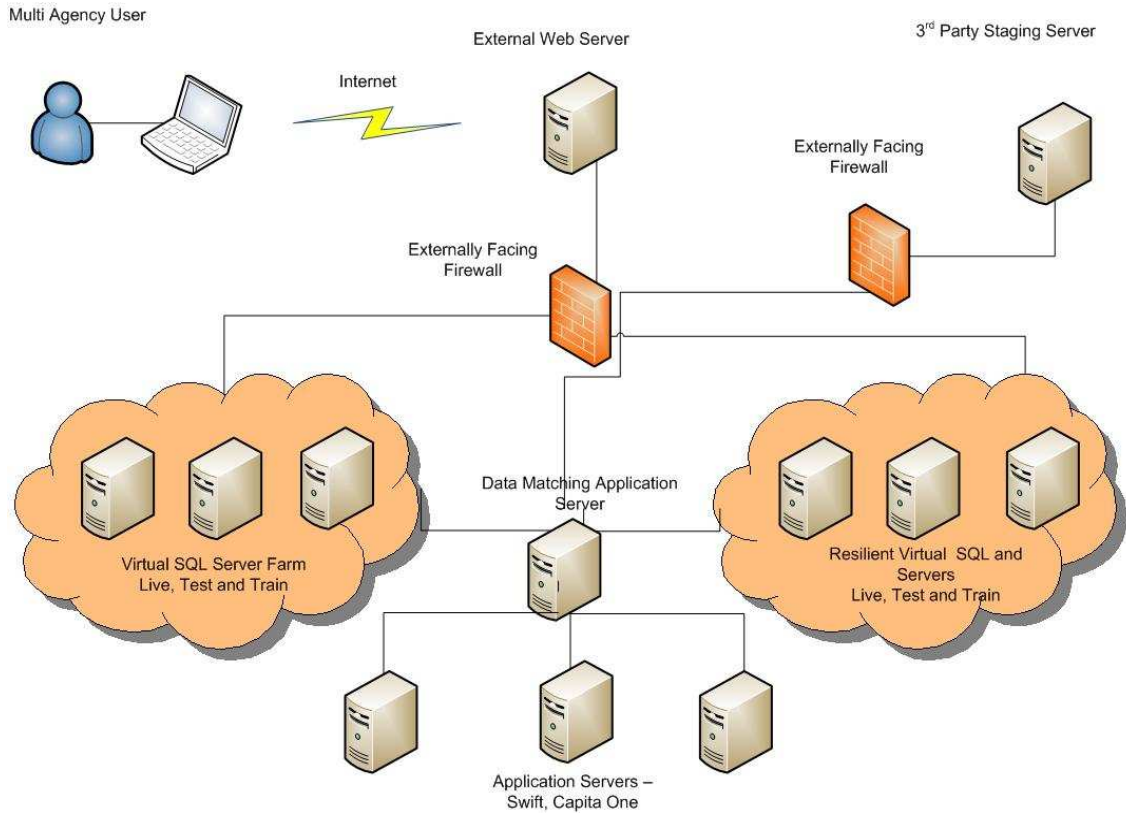 Multi Agency User
External Web Server
3rd Party Staging Server
Internet
Externally Facing
Firewall
Externally Facing
Firewall
Data Matching Application
Server
Virtual SQL Server Farm
Live, Test and Train
Resilient Virtual SQL and
Servers
Live, Test and Train
Application Servers –
Swift, Capita One